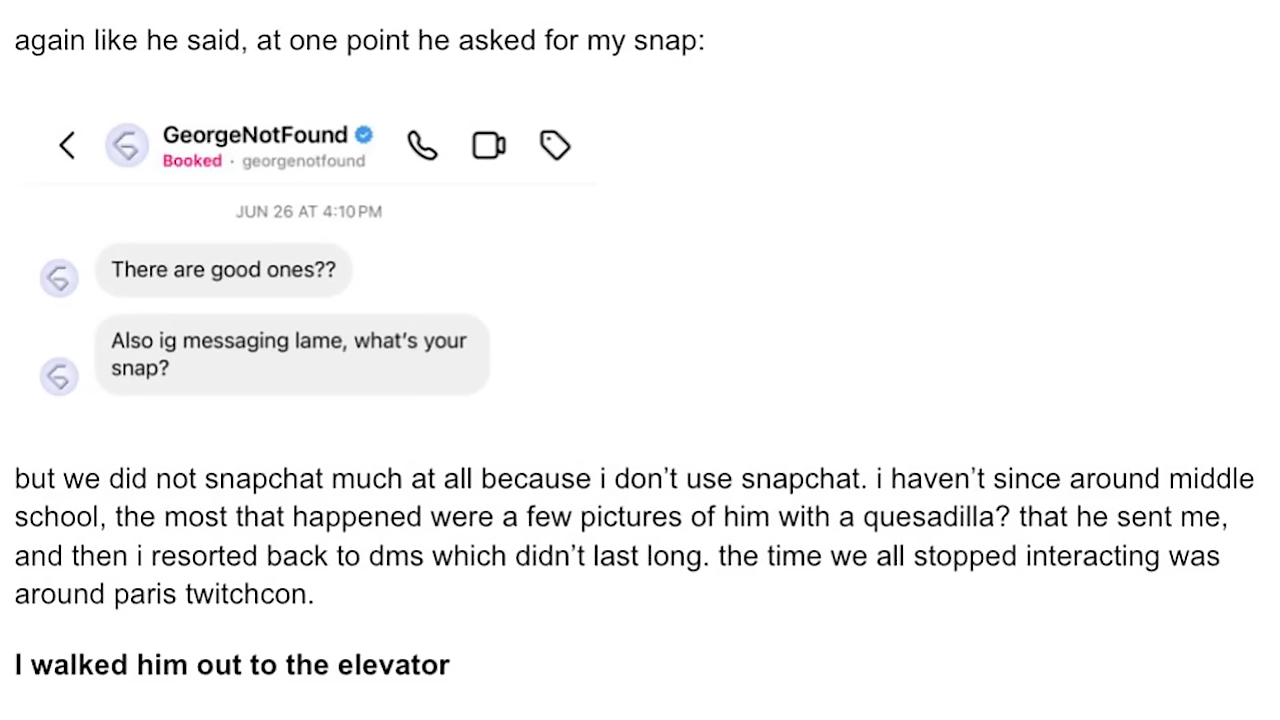 again like he said, at one point he asked for my snap:
GeorgeNotFound
Booked · georgenotfound
JUN 26 AT 4:10 PM
There are good ones??
Also ig messaging lame, what's your
snap?
but we did not snapchat much at all because i don't use snapchat. i haven't since around middle
school, the most that happened were a few pictures of him with a quesadilla? that he sent me,
and then i resorted back to dms which didn't last long. the time we all stopped interacting was
around paris twitchcon.
I walked him out to the elevator